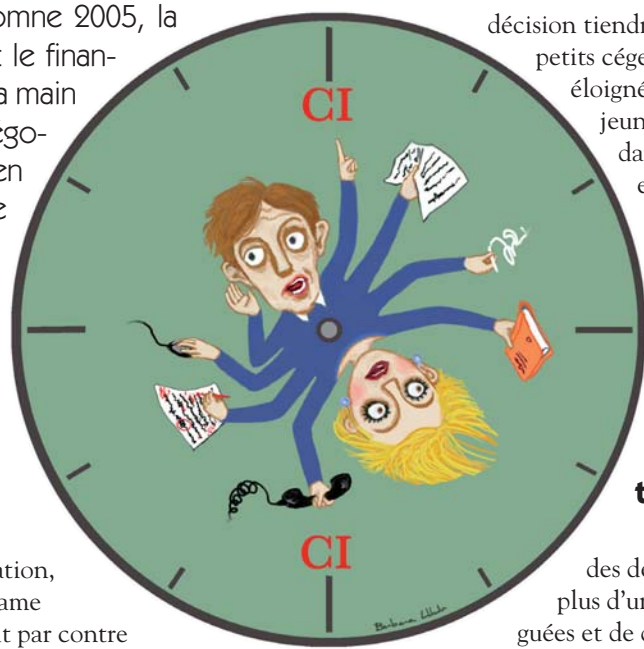 omne 2005, la
t le finan-
a main
égo-
en
e
décision tiendr
petits cége
éloigné
jeun
da
e
CI
CI
t
ation,
ame
t par contre
des de
plus d'un
guées et de